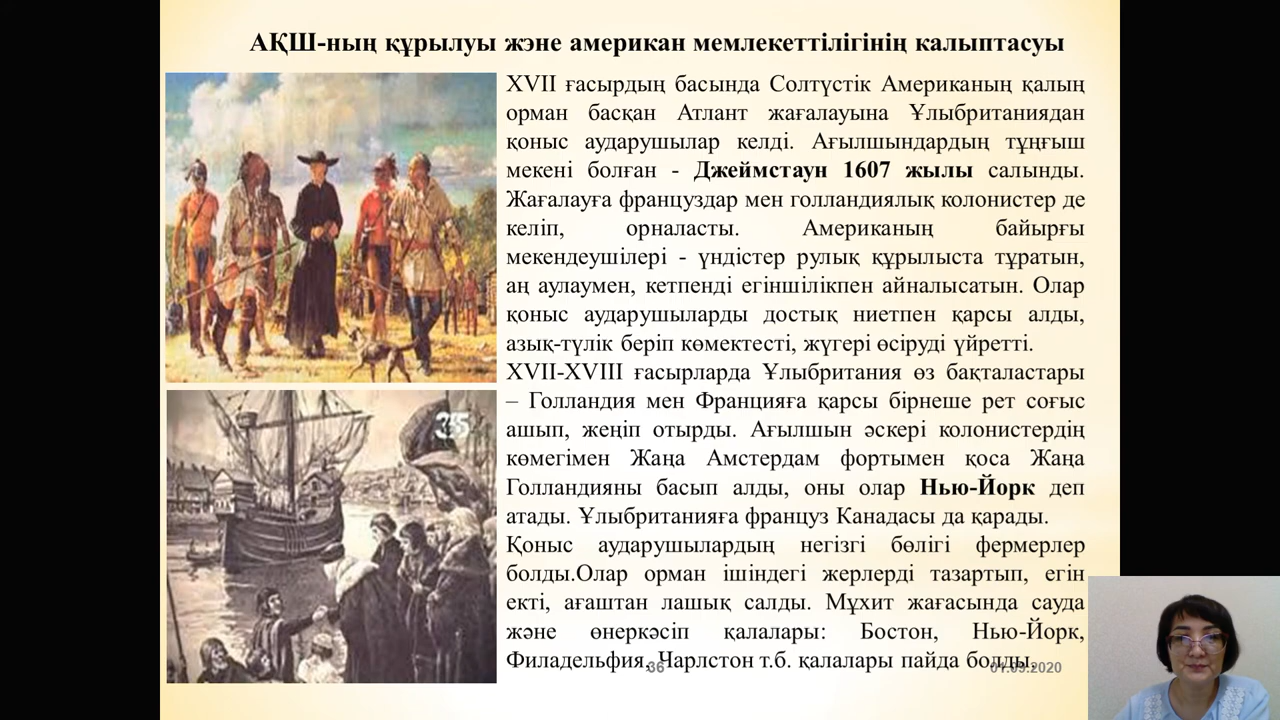 АҚШ-ның құрылуы жэне американ мемлекеттілігінің калыптасуы
XVII ғасырдың басында Солтүстік Американың қалың
орман басқан Атлант жағалауына Ұлыбританиядан
қоныс аударушылар келді. Ағылшындардың тұңғыш
мекені болған - Джеймстаун 1607 жылы салынды.
Жағалауға француздар мен голландиялық колонистер де
келіп, орналасты. Американың байырғы
мекендеушілері - үндістер рулық құрылыста тұратын,
аң аулаумен, кетпенді егіншілікпен айналысатын. Олар
қоныс аударушыларды достық ниетпен қарсы алды,
азық-түлік беріп көмектесті, жүгері өсіруді үйретті.
XVII-XVIII ғасырларда Ұлыбритания өз бақталастары
– Голландия мен Францияға қарсы бірнеше рет соғыс
ашып, жеңіп отырды. Ағылшын әскері колонистердің
көмегімен Жаңа Амстердам фортымен қоса Жаңа
Голландияны басып алды, оны олар Нью-Йорк деп
атады. Ұлыбританияға француз Канадасы да қарады.
Қоныс аударушылардың негізгі бөлігі фермерлер
болды.Олар орман ішіндегі жерлерді тазартып, егін
екті, ағаштан лашық салды. Мұхит жағасында сауда
және өнеркәсіп қалалары: Бостон, Нью-Йорк,
Филадельфия, Чарлстон т.б. қалалары пайда болды.
36
01.09.2020
35